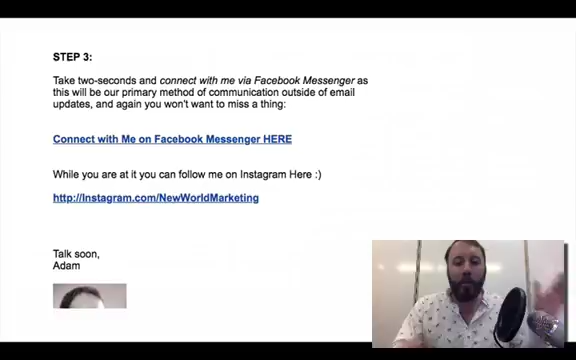 STEP 3:
Take two-seconds and connect with me via Facebook Messenger as
this will be our primary method of communication outside of email
updates, and again you won't want to miss a thing:
Connect with Me on Facebook Messenger HERE
While you are at it you can follow me on Instagram Here :)
http://Instagram.com/NewWorldMarketing
Talk soon,
Adam